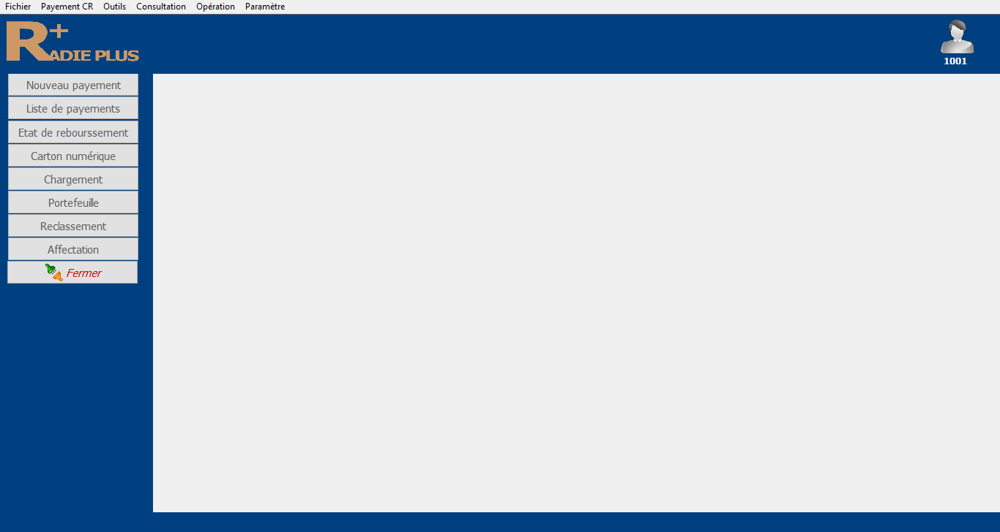 Fichier Payement CR Outils Consultation Opération Paramètre
R+
ADIE PLUS
1001
Nouveau payement
Liste de payements
Etat de rebourssement
Carton numérique
Chargement
Portefeuille
Reclassement
Affectation
Fermer